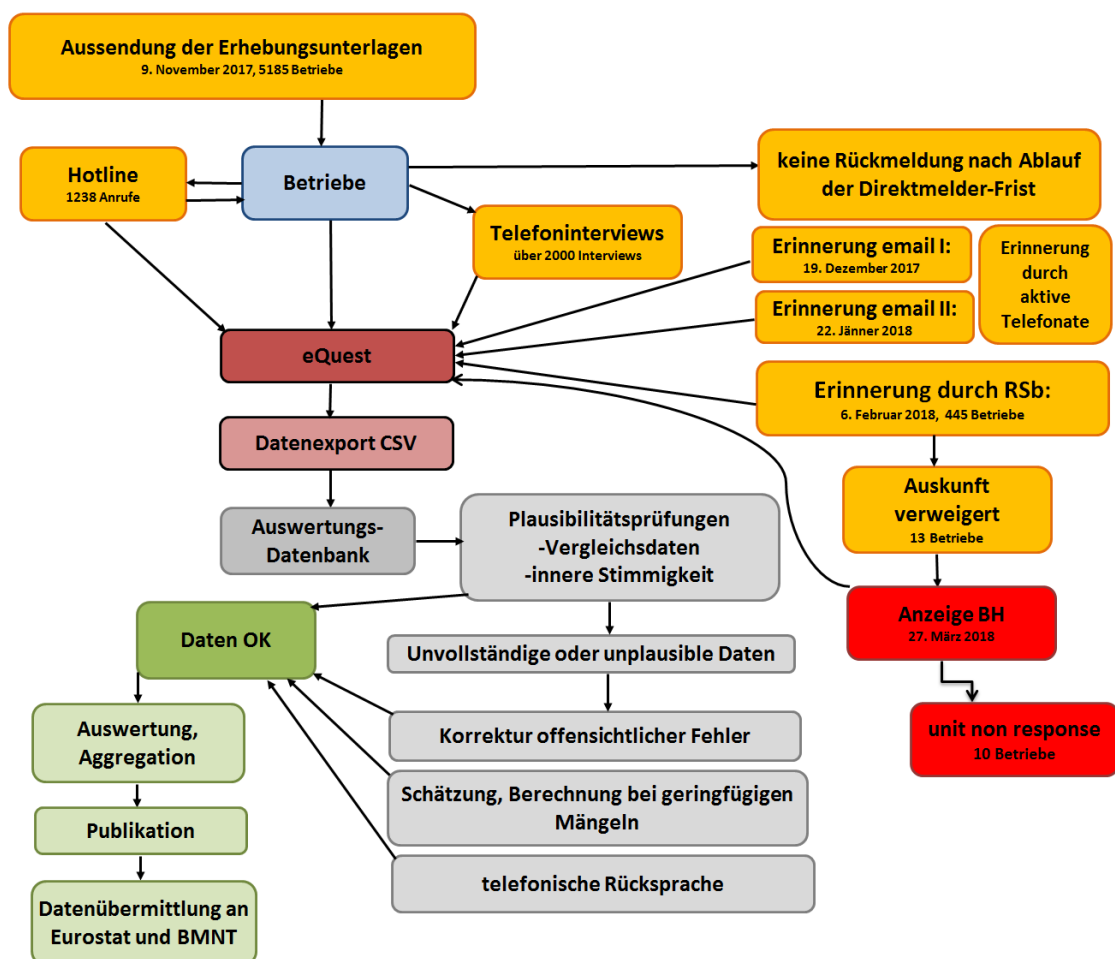 Aussendung der Erhebungsunterlagen
9. November 2017, 5185 Betriebe
Hotline
1238 Anrufe
Betriebe
keine Rückmeldung nach Ablauf
der Direktmelder-Frist
Telefoninterviews
über 2000 Interviews
Erinnerung email I:
19. Dezember 2017
Erinnerung email II:
22. Jänner 2018
Erinnerung
durch
aktive
Telefonate
eQuest
Erinnerung durch RSb:
6. Februar 2018, 445 Betriebe
Datenexport CSV
Auskunft
verweigert
13 Betriebe
Auswertungs-
Datenbank
Plausibilitätsprüfungen
-Vergleichsdaten
-innere Stimmigkeit
Anzeige BH
27. März 2018
Daten OK
Unvollständige oder unplausible Daten
unit non response
10 Betriebe
Auswertung,
Aggregation
Korrektur offensichtlicher Fehler
Schätzung, Berechnung bei geringfügigen
Mängeln
Publikation
telefonische Rücksprache
Datenübermittlung an
Eurostat und BMNT